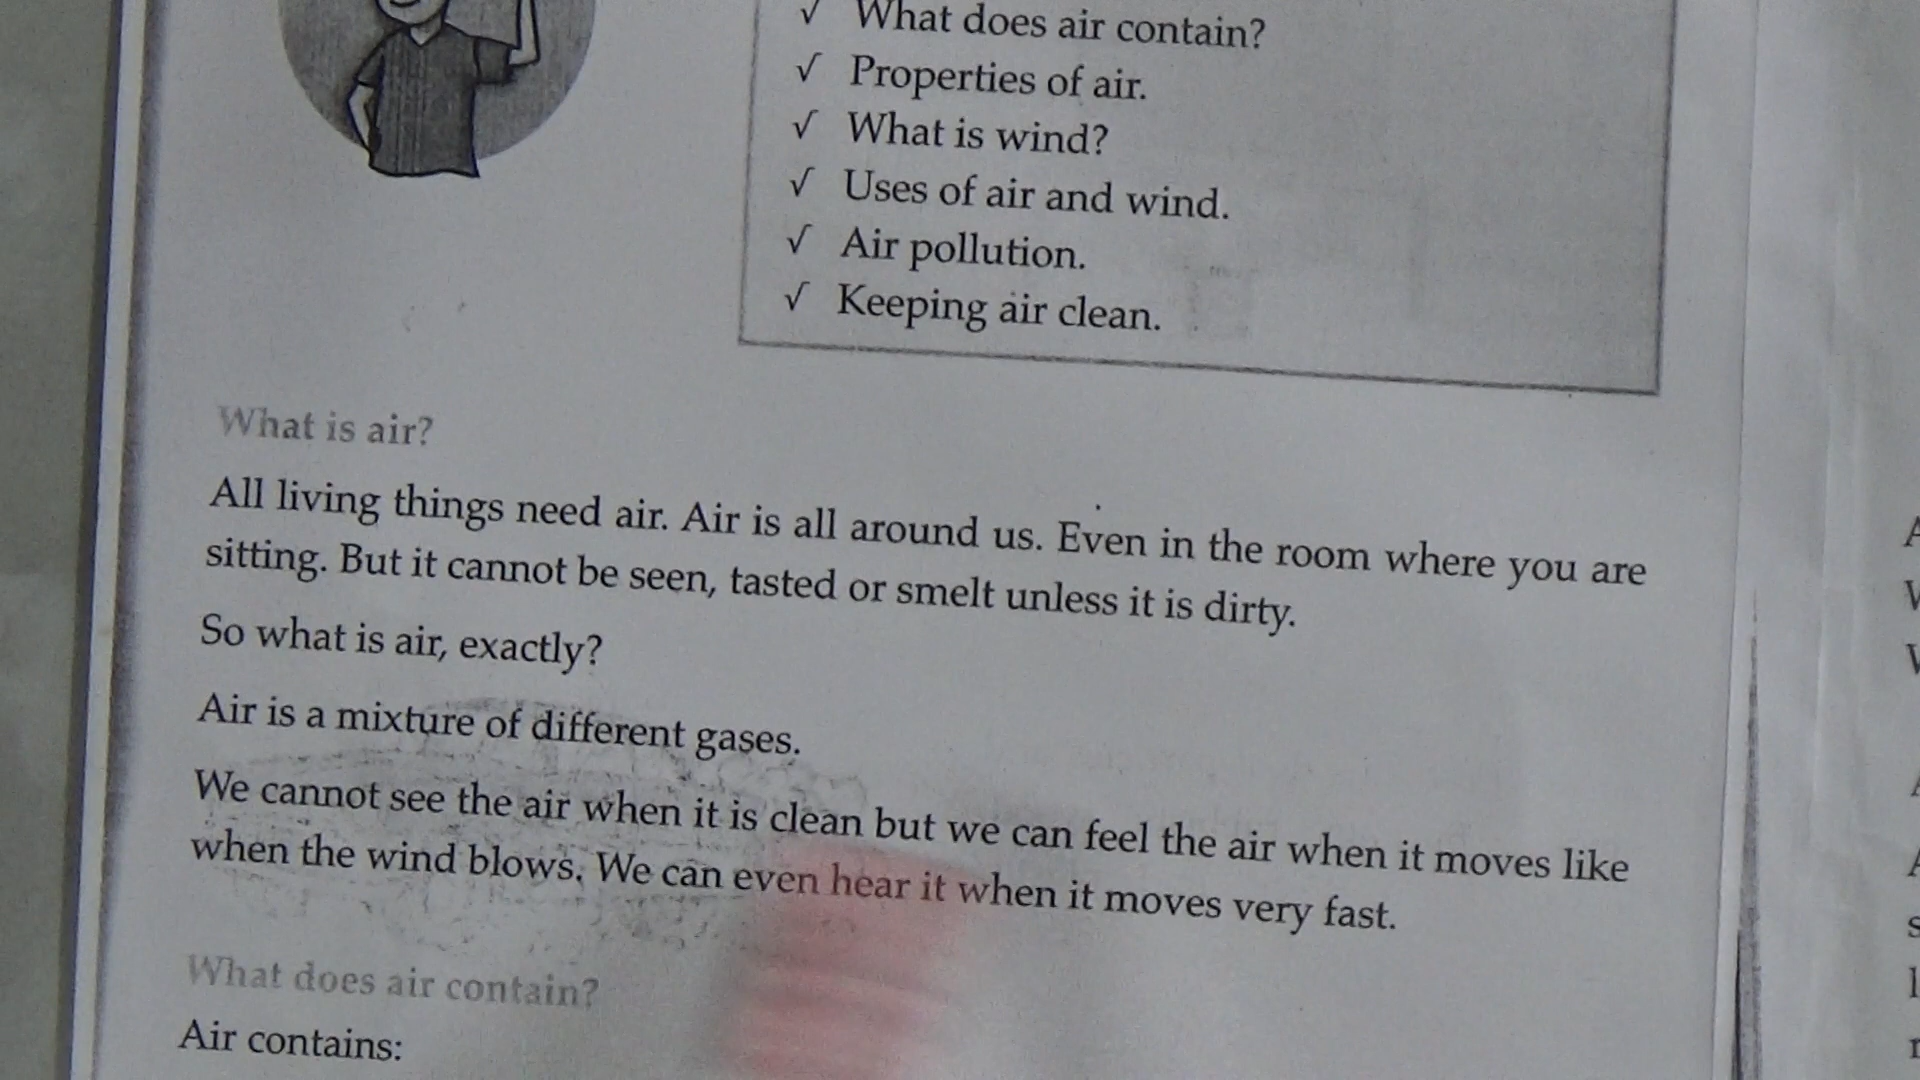 √ What does air contain?
√ Properties of air.
√ What is wind?
√ Uses of air and wind.
√ Air pollution.
√ Keeping air clean.
What is air?
All living things need air. Air is all around us. Even in the room where you are
sitting. But it cannot be seen, tasted or smelt unless it is dirty.
So what is air, exactly?
Air is a mixture of different gases.
We cannot see the air when it is clean but we can feel the air when it moves like
when the wind blows. We can even hear it when it moves very fast.
What does air contain?
Air contains: